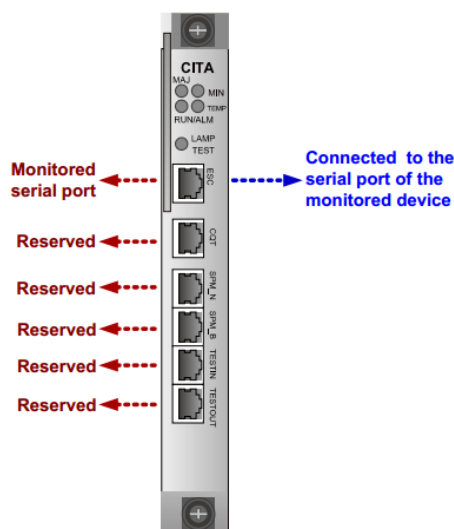 CITA
MAJ
MIN
TEMP
RUN/ALM
LAMP
TEST
Monitored
serial port
ESC
Connected to the
serial port of the
monitored device
Reserved
CQT
Reserved
SPM_N
Reserved
SPM_B
Reserved
TESTIN
Reserved
TESTOUT